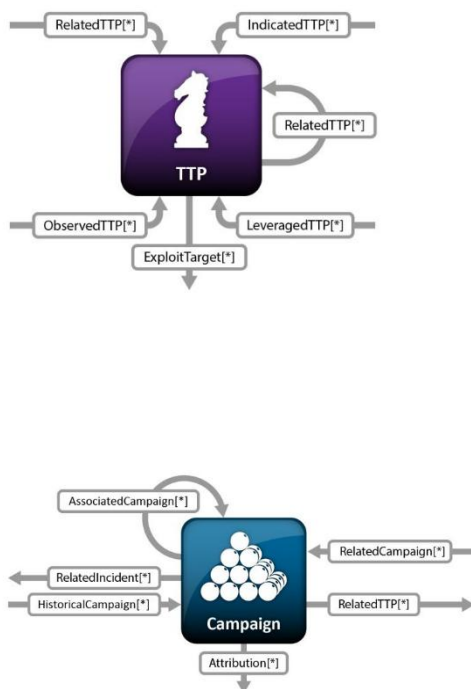 RelatedTTP[*]
IndicatedTTP[*]
RelatedTTP[*]
TTP
ObservedTTP[*]
LeveragedTTP[*]
ExploitTarget[*]
AssociatedCampaign[*]
RelatedCampaign[*]
RelatedIncident[*]
HistoricalCampaign[*]
RelatedTTP[*]
Campaign
Attribution[*]